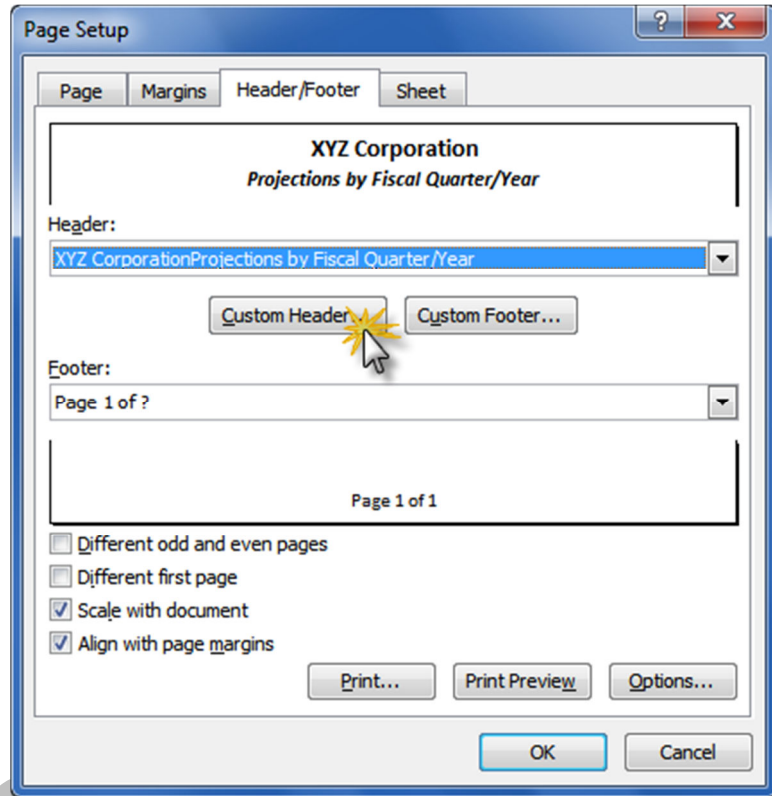 Page Setup
?
Page Margins Header/Footer Sheet
XYZ Corporation
Projections by Fiscal Quarter/Year
Header:
XYZ CorporationProjections by Fiscal Quarter/Year
Custom Header... Custom Footer...
Footer:
Page 1 of ?
Page 1 of 1
Different odd and even pages
Different first page
Scale with document
Align with page margins
Print... Print Preview Options...
OK Cancel